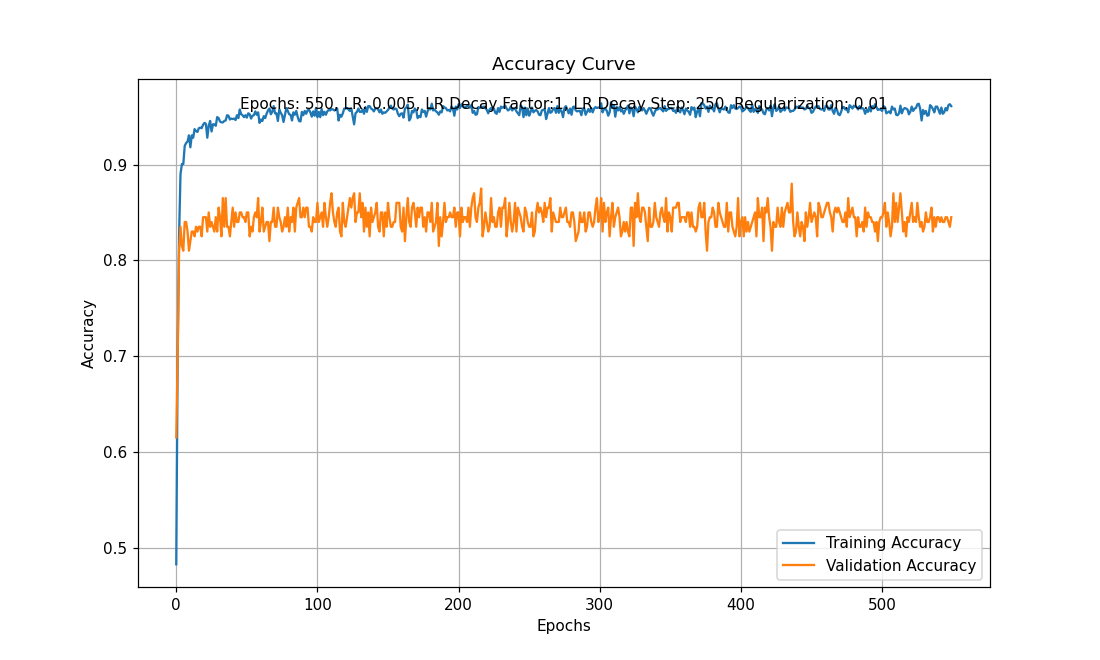 Accuracy Curve
Epochs: 550, LR: 0.005, LR Decay Factor:1, LR Decay Step: 250, Regularization: 0.01
0.9
0.8
0.7
0.6
0.5
Accuracy
0 100 200 300 400 500
Epochs
Training Accuracy
Validation Accuracy